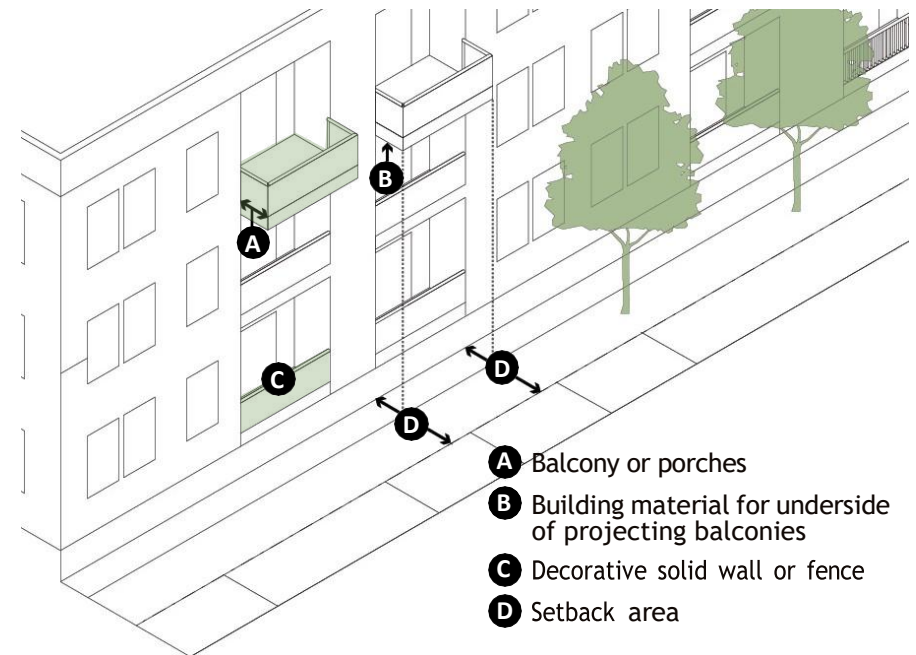 B
A
C
D
D
A Balcony or porches
B Building material for underside
of projecting balconies
C Decorative solid wall or fence
D Setback area